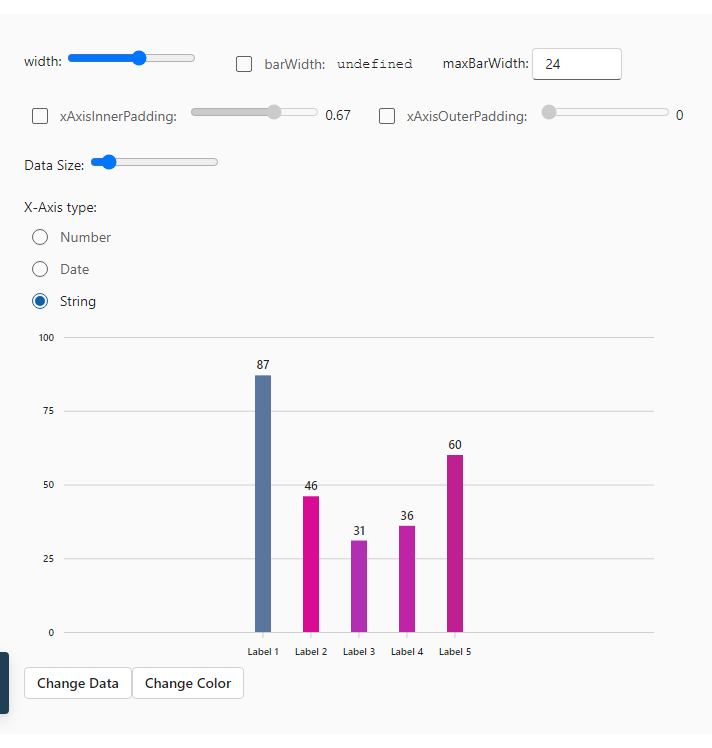 width: barWidth: undefined maxBarWidth: 24
xAxisInnerPadding: 0.67 xAxisOuterPadding: 0
Data Size:
X-Axis type:
Number
Date
String
100
87
75
60
50
46
36
31
25
0
Label 1 Label 2 Label 3 Label 4 Label 5
Change Data Change Color